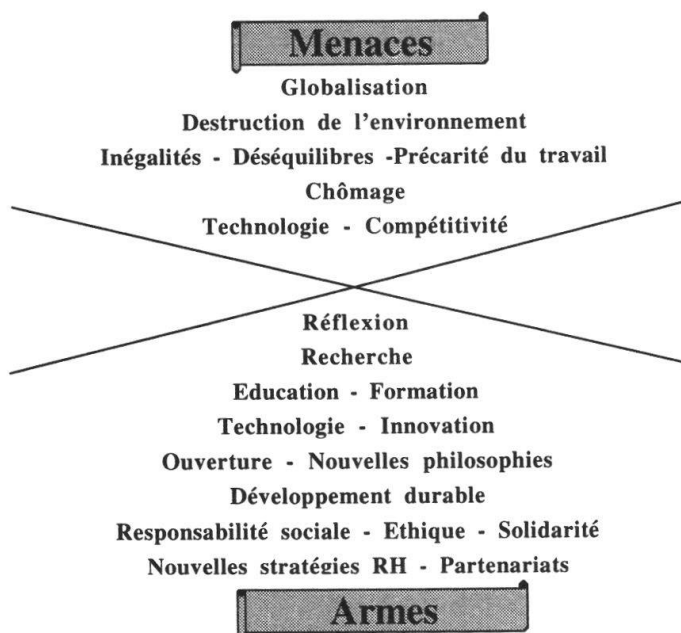 Menaces
Globalisation
Destruction de l'environnement
Inégalités - Déséquilibres -Précarité du travail
Chômage
Technologie - Compétitivité
Réflexion
Recherche
Education - Formation
Technologie - Innovation
Ouverture - Nouvelles philosophies
Développement durable
Responsabilité sociale - Ethique - Solidarité
Nouvelles stratégies RH - Partenariats
Armes